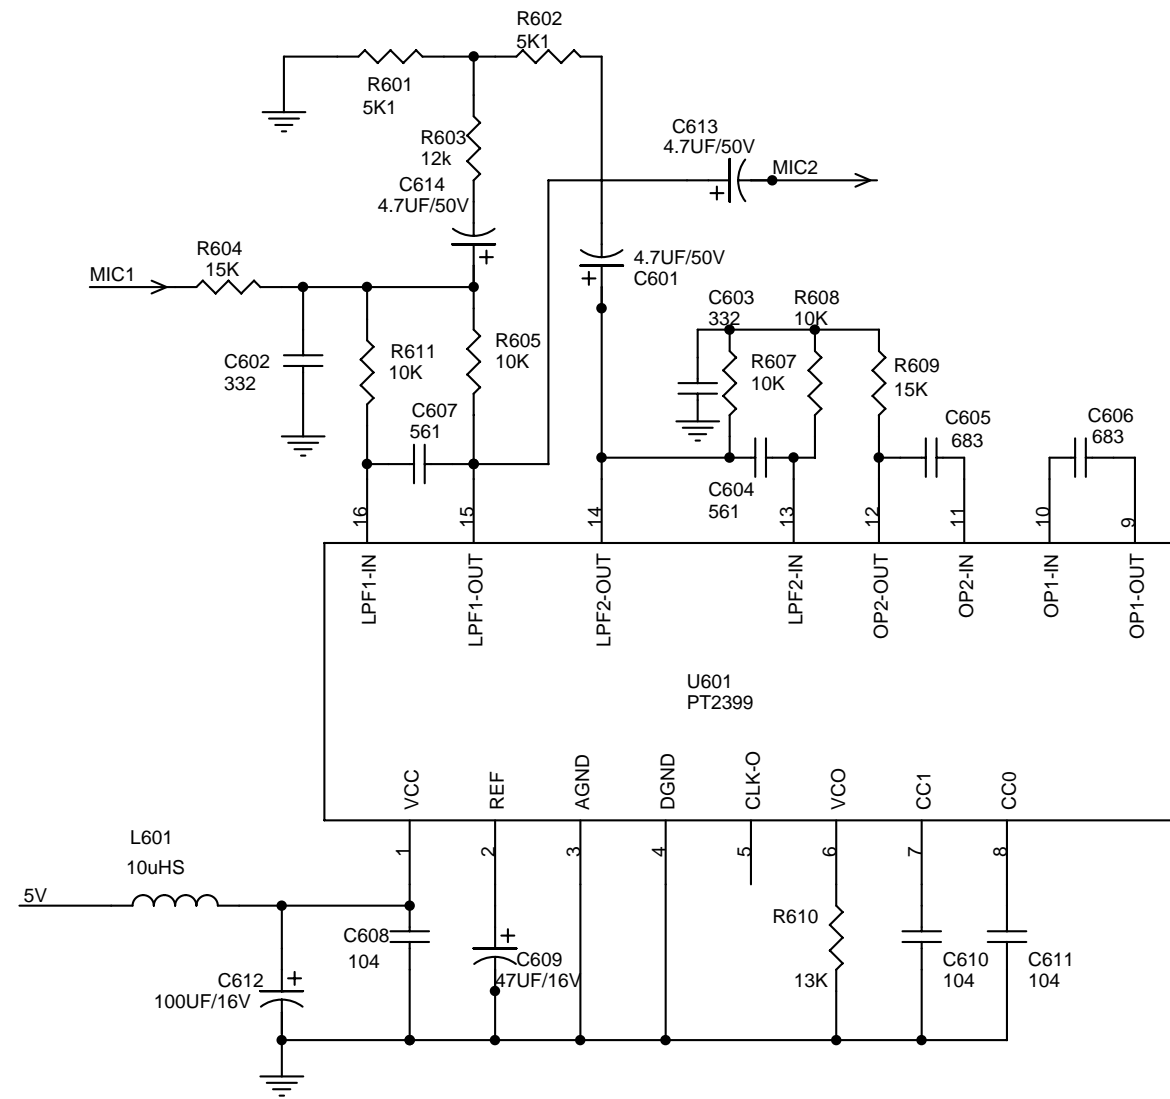 R602
5K1
R601
5K1
R603
12k
C613
4.7UF/50V
MIC2
+
C614
4.7UF/50V
+
R604
15K
MIC1
4.7UF/50V
C601
+
C603
332
R608
10K
R605
10K
R611
10K
C602
332
R607
10K
R609
15K
C607
561
C605
683
C606
683
C604
561
16
15
14
13
12
11
10
9
LPF1-IN
LPF1-OUT
LPF2-OUT
LPF2-IN
OP2-OUT
OP2-IN
OP1-IN
OP1-OUT
U601
PT2399
VCC
REF
AGND
DGND
CLK-O
VCO
CC1
CC0
1
2
3
4
5
6
7
8
L601
10uHS
5V
C608
104
+
C609
47UF/16V
R610
13K
C610
104
C611
104
C612
100UF/16V
+